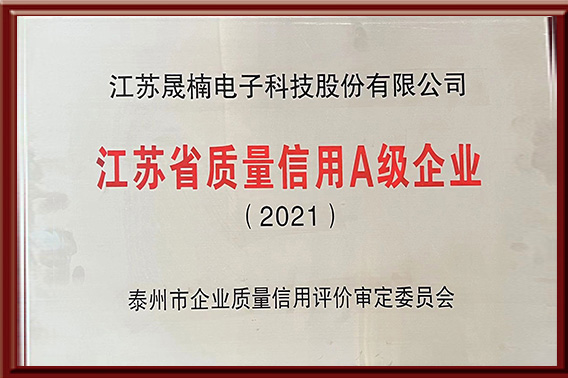 江苏晟楠电子科技股份有限公司
江苏省质量信用A级企业
（2021）
泰州市企业质量信用评价审定委员会